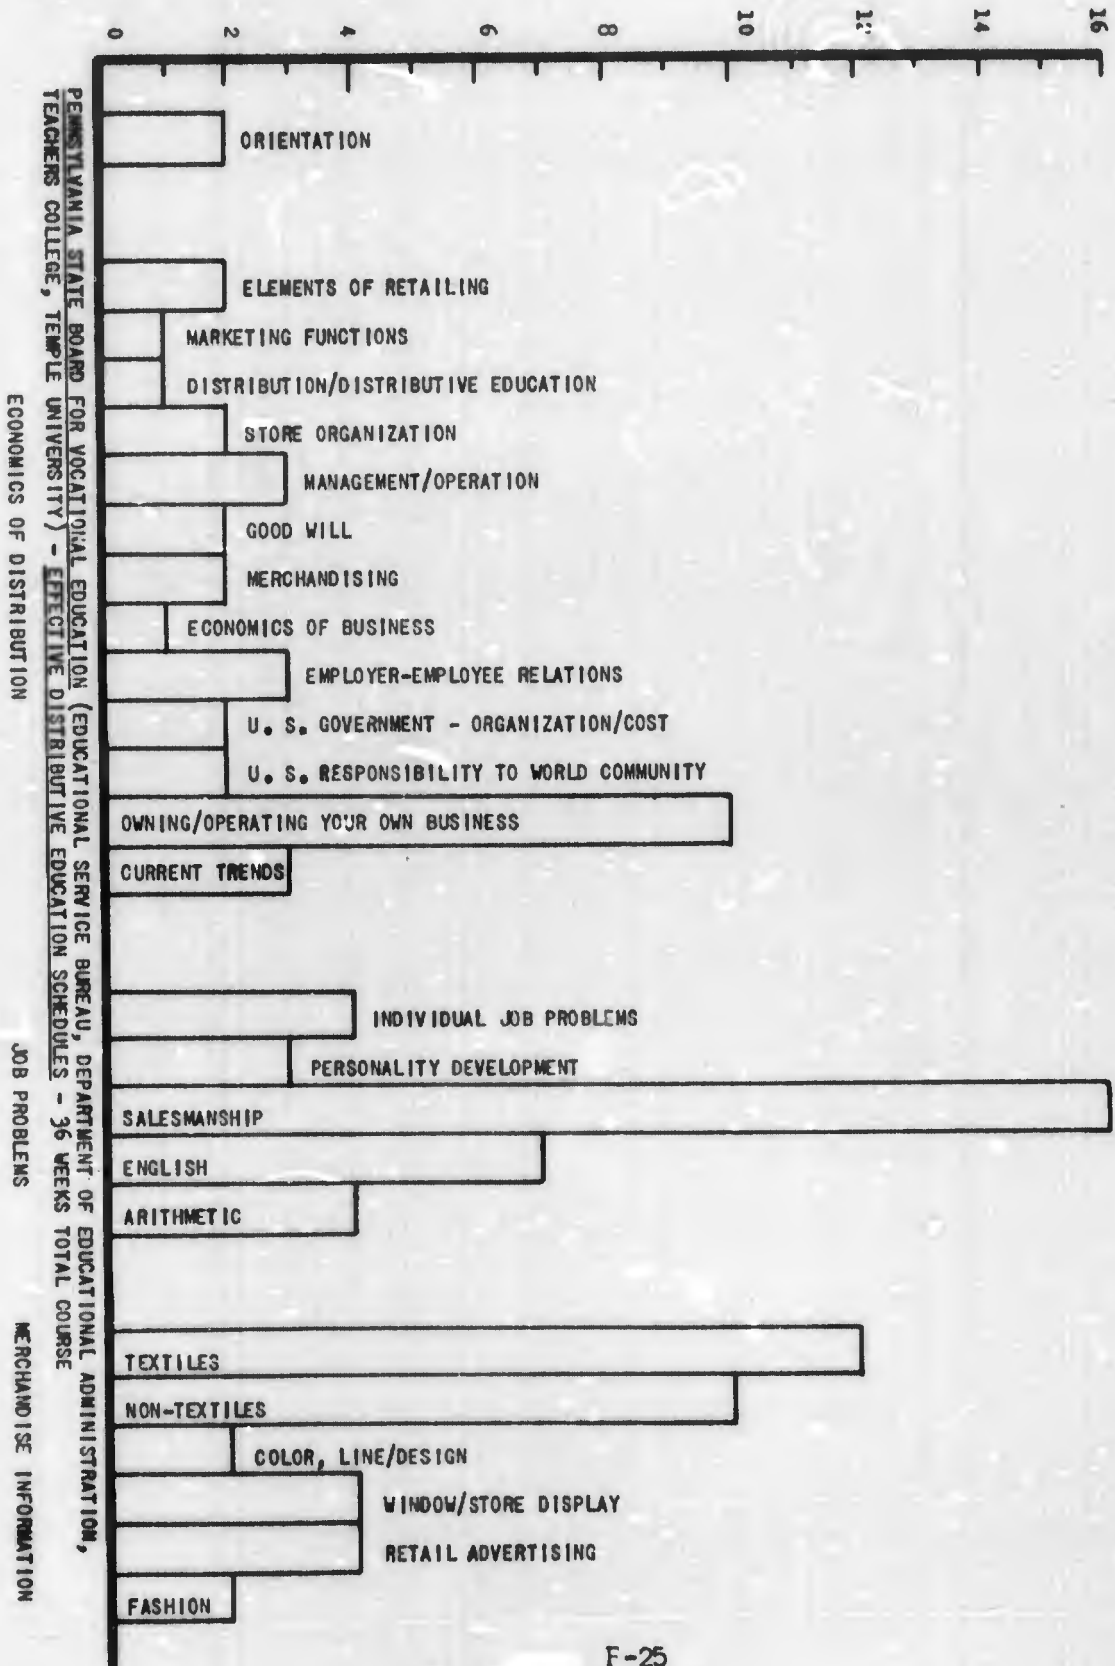 0
2
4
6
8
10
12
14
16
ORIENTATION
ELEMENTS OF RETAILING
MARKETING FUNCTIONS
DISTRIBUTION/DISTRIBUTIVE EDUCATION
STORE ORGANIZATION
MANAGEMENT/OPERATION
GOOD WILL
MERCHANDISING
ECONOMICS OF BUSINESS
EMPLOYER-EMPLOYEE RELATIONS
U. S. GOVERNMENT - ORGANIZATION/COST
U. S. RESPONSIBILITY TO WORLD COMMUNITY
OWNING/OPERATING YOUR OWN BUSINESS
CURRENT TRENDS
INDIVIDUAL JOB PROBLEMS
PERSONALITY DEVELOPMENT
SALESMANSHIP
ENGLISH
ARITHMETIC
TEXTILES
NON-TEXTILES
COLOR, LINE/DESIGN
WINDOW/STORE DISPLAY
RETAIL ADVERTISING
FASHION
PENNSYLVANIA STATE BOARD FOR VOCATIONAL EDUCATION (EDUCATIONAL SERVICE BUREAU, DEPARTMENT OF EDUCATIONAL ADMINISTRATION,
TEACHERS COLLEGE, TEMPLE UNIVERSITY) - EFFECTIVE DISTRIBUTIVE EDUCATION SCHEDULES - 36 WEEKS TOTAL COURSE
ECONOMICS OF DISTRIBUTION
JOB PROBLEMS
MERCHANDISE INFORMATION
F-25